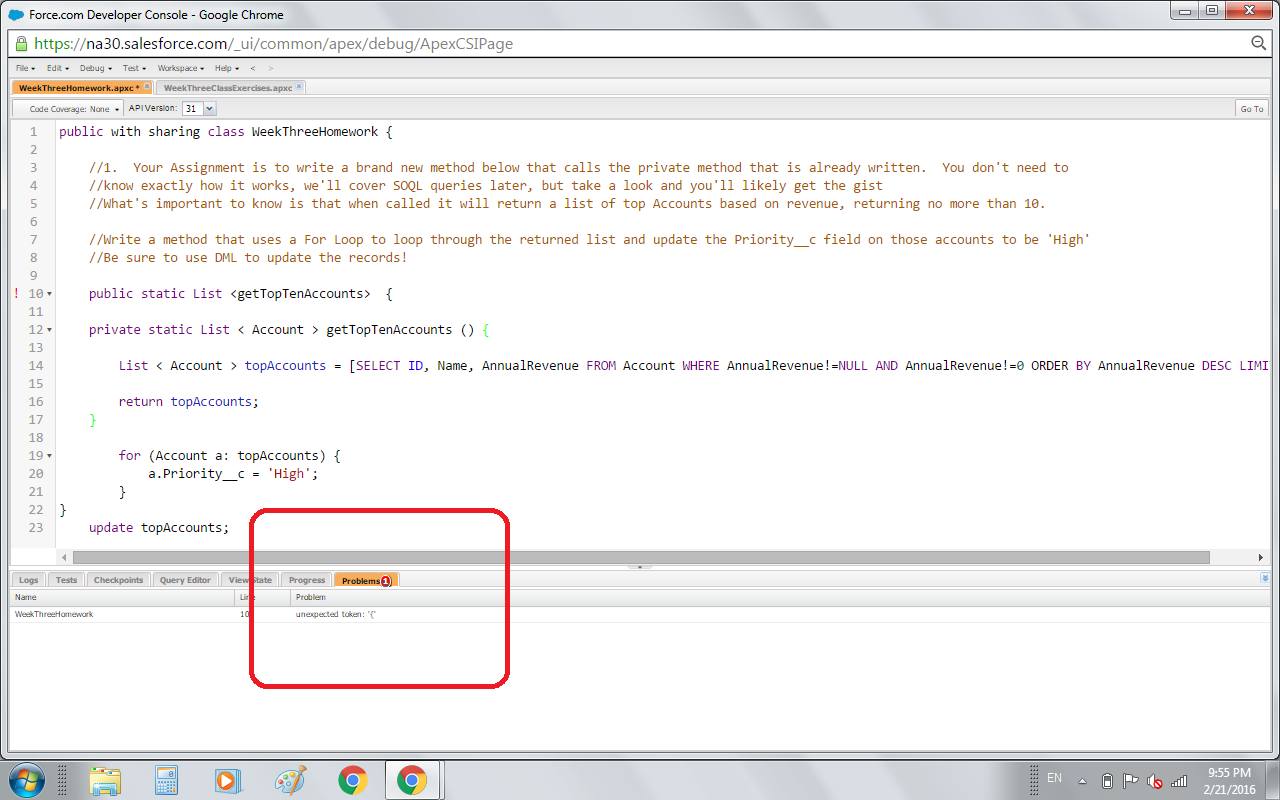 Force.com Developer Console - Google Chrome
https://na30.salesforce.com/_ui/common/apex/debug/ApexCSIPage
File Edit Debug Test Workspace Help < >
WeekThreeHomework.apxc * WeekThreeClassExercises.apxc
Code Coverage: None API Version: 31 Go To
1 public with sharing class WeekThreeHomework {
2
3 //1.  Your Assignment is to write a brand new method below that calls the private method that is already written.  You don't need to
4 //know exactly how it works, we'll cover SOQL queries later, but take a look and you'll likely get the gist
5 //What's important to know is that when called it will return a list of top Accounts based on revenue, returning no more than 10.
6
7 //Write a method that uses a For Loop to loop through the returned list and update the Priority__c field on those accounts to be 'High'
8 //Be sure to use DML to update the records!
9
! 10 public static List <getTopTenAccounts>  {
11
12 private static List < Account > getTopTenAccounts () {
13
14 List < Account > topAccounts = [SELECT ID, Name, AnnualRevenue FROM Account WHERE AnnualRevenue!=NULL AND AnnualRevenue!=0 ORDER BY AnnualRevenue DESC LIMI
15
16 return topAccounts;
17 }
18
19 for (Account a: topAccounts) {
20 a.Priority__c = 'High';
21 }
22 }
23 update topAccounts;
Logs Tests Checkpoints Query Editor View State Progress Problems 1
Name Line Problem
WeekThreeHomework 10 unexpected token: '{'
EN 9:55 PM
2/21/2016